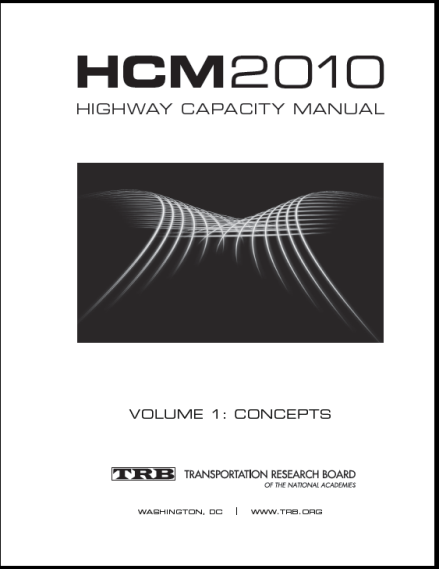 HCM2010
HIGHWAY CAPACITY MANUAL
VOLUME 1: CONCEPTS
TRB TRANSPORTATION RESEARCH BOARD
OF THE NATIONAL ACADEMIES
WASHINGTON, DC | WWW.TRB.ORG